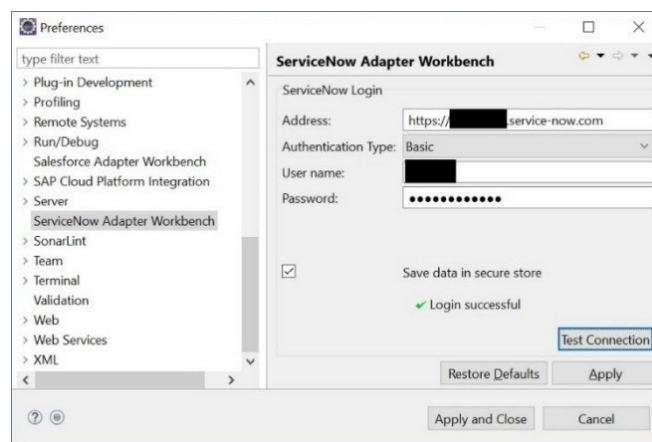 Preferences
type filter text
Plug-in Development
Profiling
Remote Systems
Run/Debug
Salesforce Adapter Workbench
SAP Cloud Platform Integration
Server
ServiceNow Adapter Workbench
SonarLint
Team
Terminal
Validation
Web
Web Services
XML
ServiceNow Adapter Workbench
ServiceNow Login
Address: https:// .service-now.com
Authentication Type: Basic
User name:
Password: ●●●●●●●●●●●●
Save data in secure store
Login successful
Test Connection
Restore Defaults Apply
Apply and Close Cancel